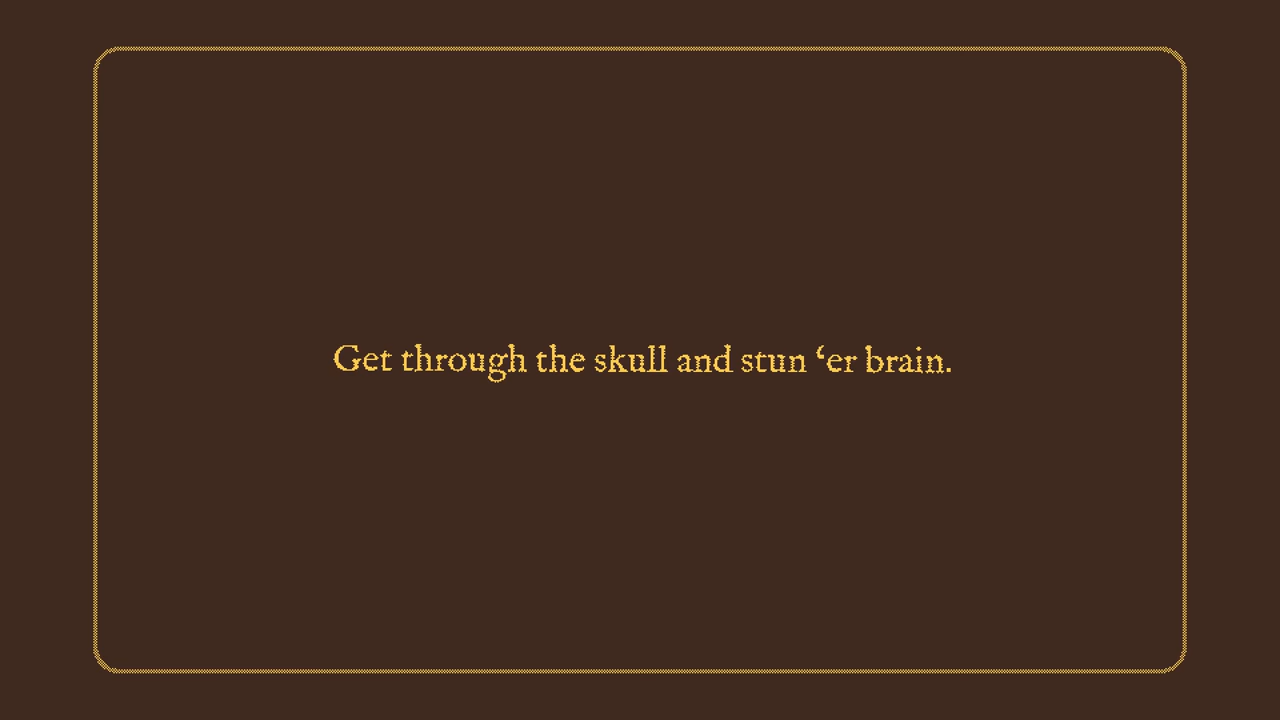 Get through the skull and stun ‘er brain.